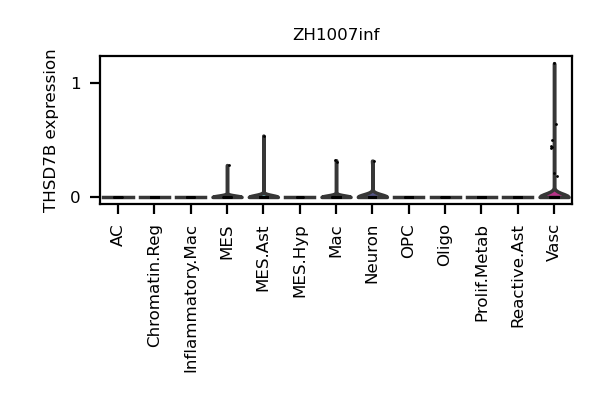 ZH1007inf
THSD7B expression
1
0
AC
Chromatin.Reg
Inflammatory.Mac
MES
MES.Ast
MES.Hyp
Mac
Neuron
OPC
Oligo
Prolif.Metab
Reactive.Ast
Vasc